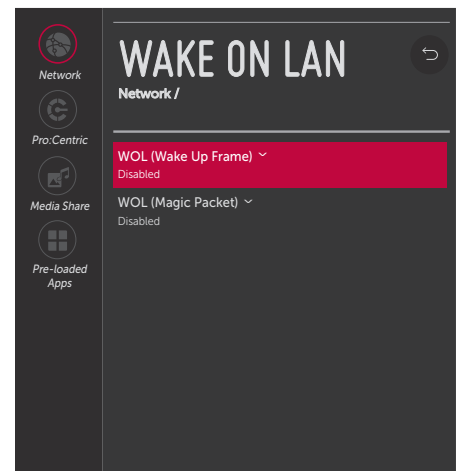 Network
Pro:Centric
Media Share
Pre-loaded
Apps
WAKE ON LAN
Network /
WOL (Wake Up Frame)
Disabled
WOL (Magic Packet)
Disabled